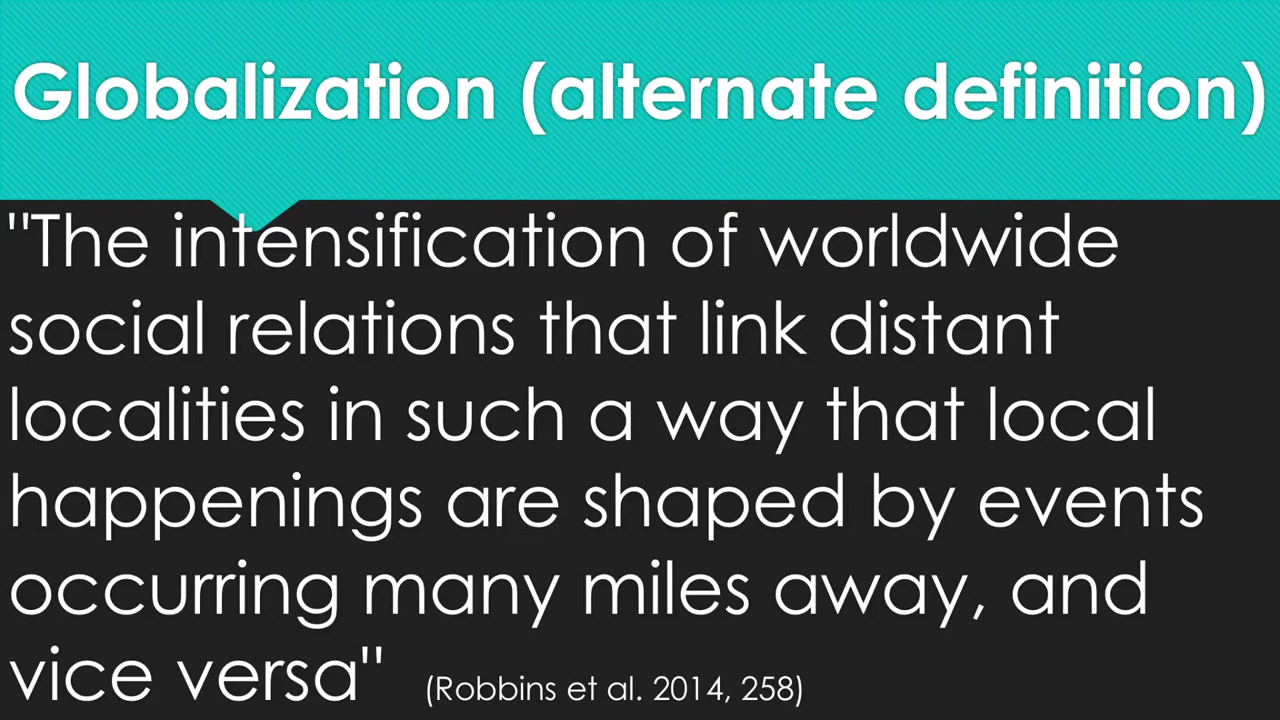 Globalization (alternate definition)
"The intensification of worldwide
social relations that link distant
localities in such a way that local
happenings are shaped by events
occurring many miles away, and
vice versa" (Robbins et al. 2014, 258)